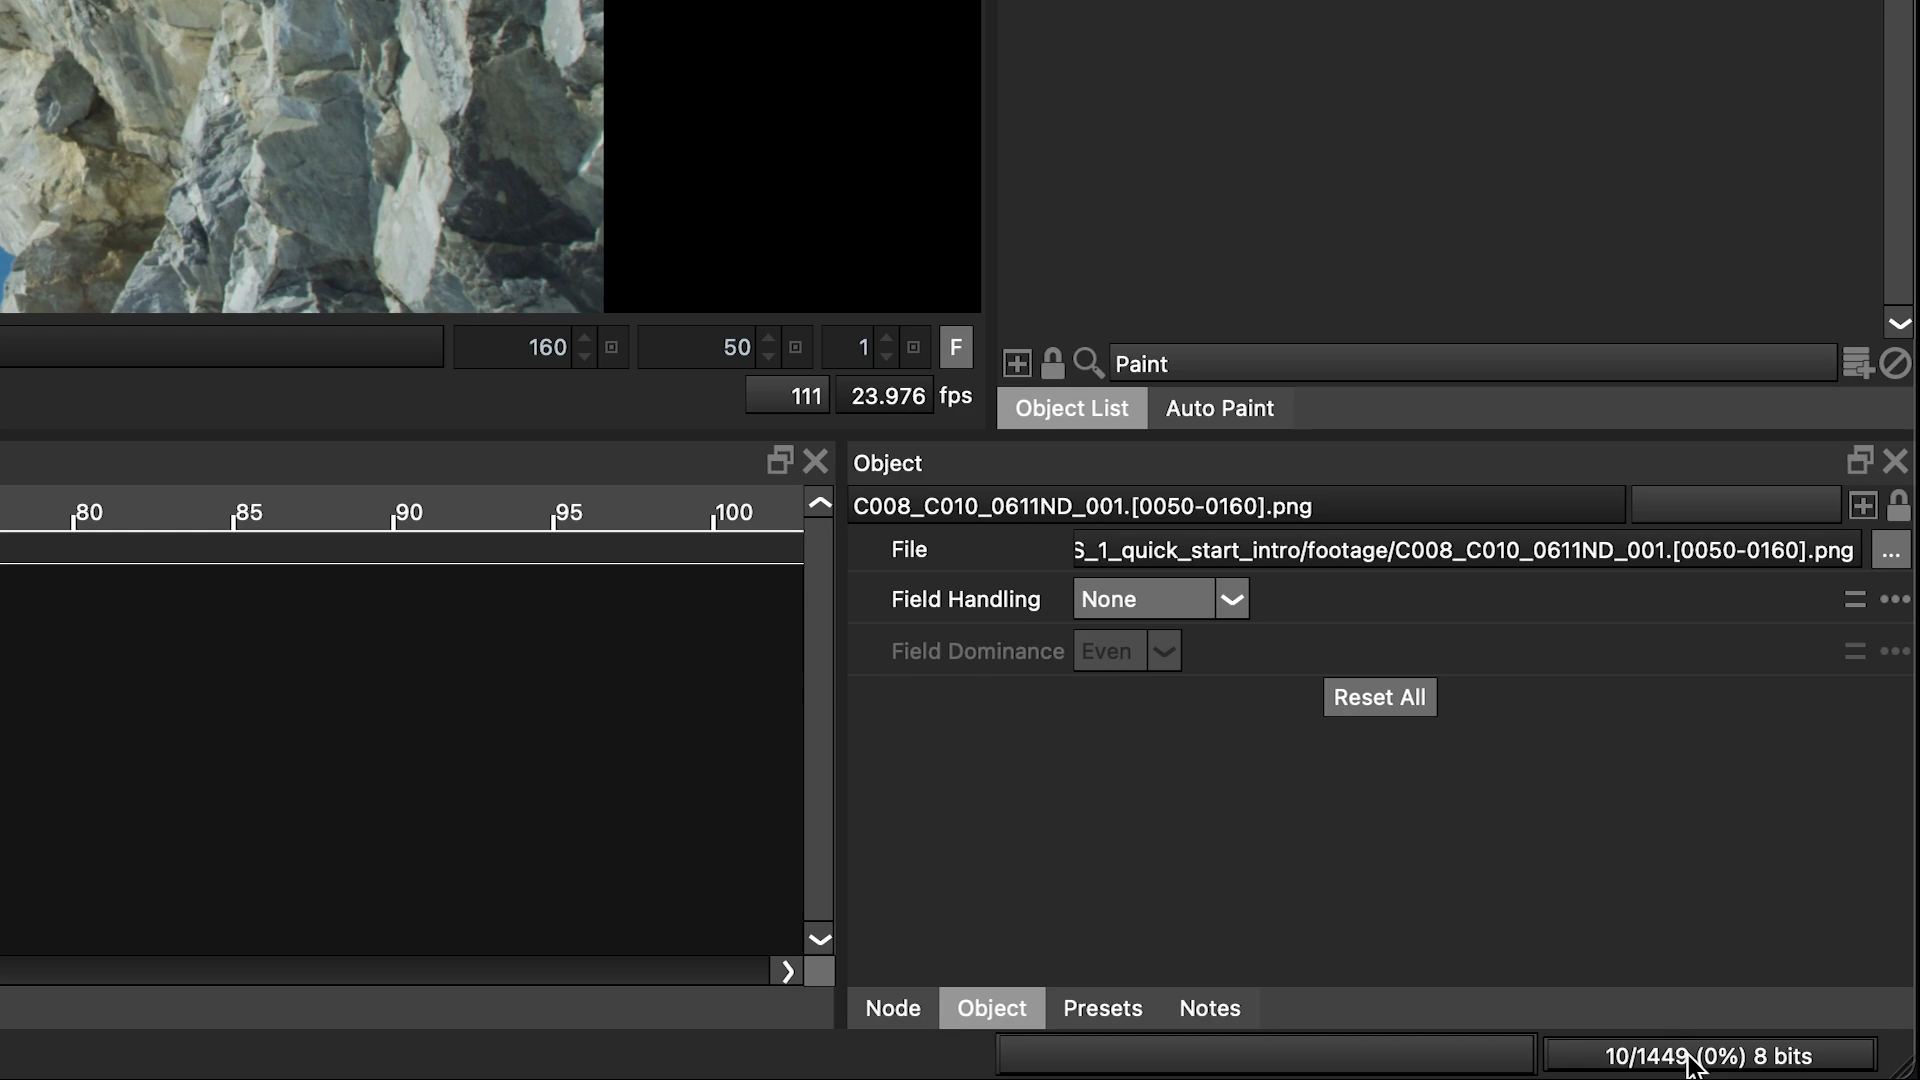 160 50 1 F
111 23.976 fps
Paint
Object List Auto Paint
80 85 90 95 100
Object
C008_C010_0611ND_001.[0050-0160].png
File S_1_quick_start_intro/footage/C008_C010_0611ND_001.[0050-0160].png ...
Field Handling None
Field Dominance Even
Reset All
Node Object Presets Notes
10/1449 (0%) 8 bits